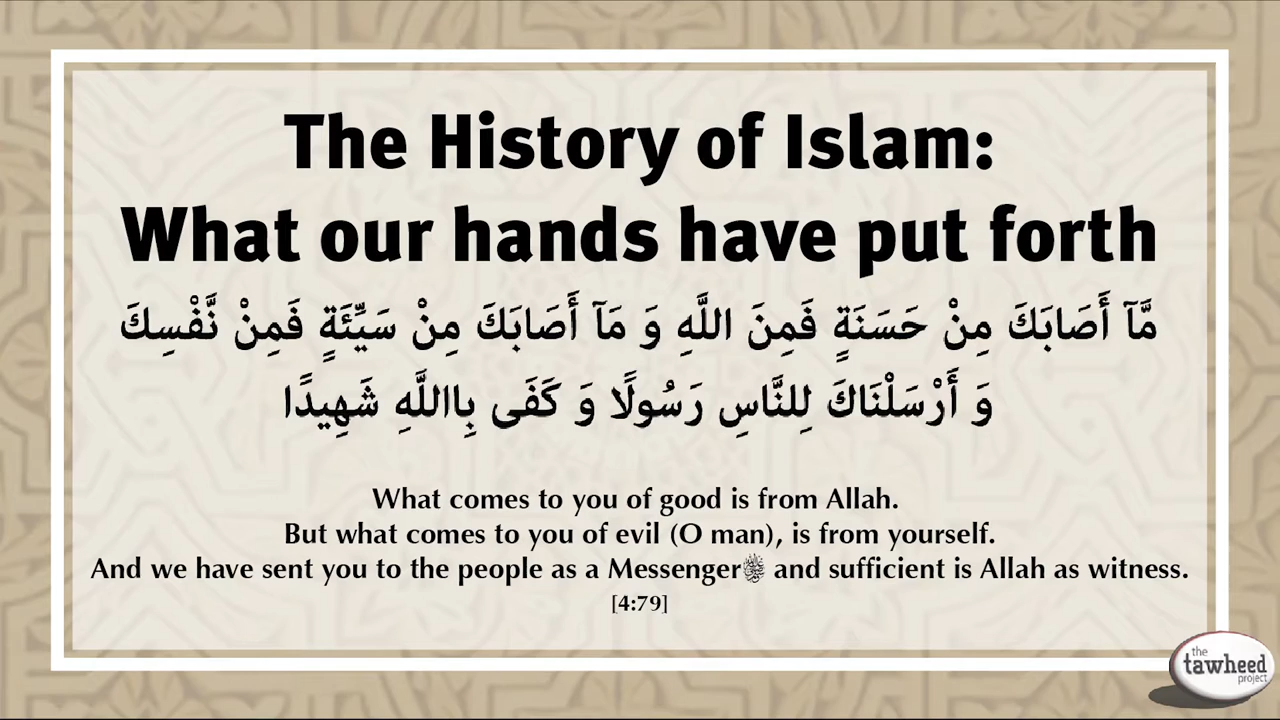 The History of Islam:
What our hands have put forth
مَّآ أَصَابَكَ مِنْ حَسَنَةٍ فَمِنَ اللَّهِ وَ مَآ أَصَابَكَ مِنْ سَيِّئَةٍ فَمِنْ نَّفْسِكَ
وَ أَرْسَلْنَاكَ لِلنَّاسِ رَسُولًا وَ كَفَى بِااللَّهِ شَهِيدًا
What comes to you of good is from Allah.
But what comes to you of evil (O man), is from yourself.
And we have sent you to the people as a Messengerﷺ and sufficient is Allah as witness.
[4:79]
the
tawheed
project